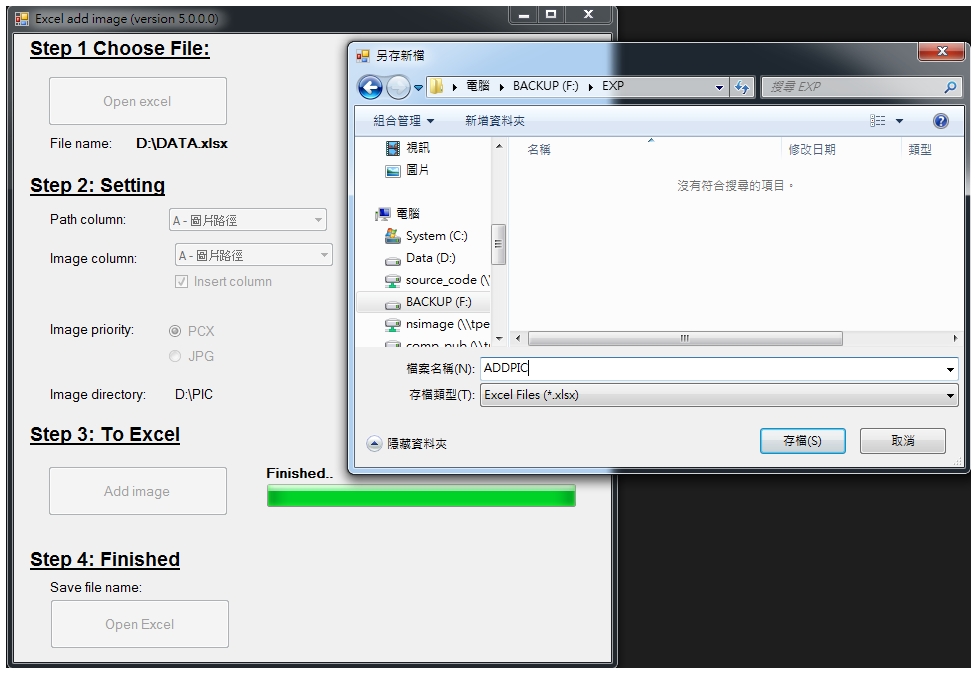 Excel add image (version 5.0.0.0)
Step 1 Choose File:
Open excel
File name: D:\DATA.xlsx
Step 2: Setting
Path column: A - 圖片路徑
Image column: A - 圖片路徑
Insert column
Image priority: PCX
JPG
Image directory: D:\PIC
Step 3: To Excel
Add image
Finished..
Step 4: Finished
Save file name:
Open Excel
另存新檔
電腦 BACKUP (F:) EXP
搜尋 EXP
組合管理 新增資料夾
名稱 修改日期 類型
沒有符合搜尋的項目。
視訊
圖片
電腦
System (C:)
Data (D:)
source_code (\\
BACKUP (F:)
nsimage (\\tpe
檔案名稱(N): ADDPIC
存檔類型(T): Excel Files (*.xlsx)
隱藏資料夾
存檔(S) 取消